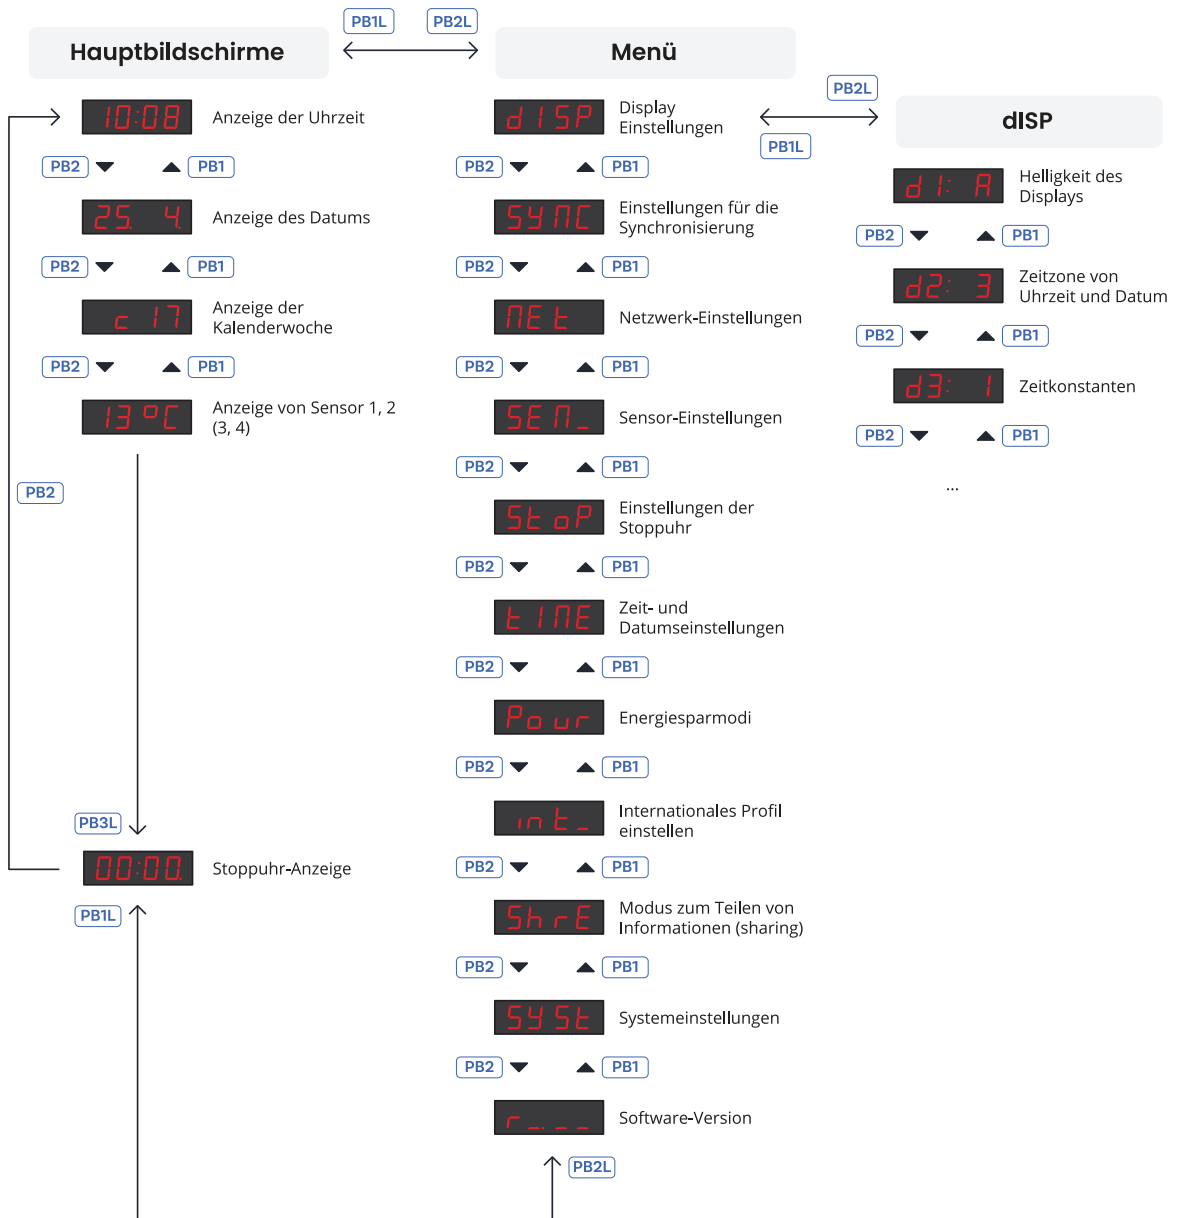 PB1L PB2L
Hauptbildschirme
Menü
10:08
Anzeige der Uhrzeit
PB2 PB1
25. 4.
Anzeige des Datums
PB2 PB1
c 17
Anzeige der
Kalenderwoche
PB2 PB1
13 °C
Anzeige von Sensor 1, 2
(3, 4)
PB2
PB3L
00:00.
Stoppuhr-Anzeige
PB1L
dISP
Display
Einstellungen
PB2 PB1
SYNC
Einstellungen für die
Synchronisierung
PB2 PB1
NEt
Netzwerk-Einstellungen
PB2 PB1
SEN_
Sensor-Einstellungen
PB2 PB1
StoP
Einstellungen der
Stoppuhr
PB2 PB1
tINE
Zeit- und
Datumseinstellungen
PB2 PB1
Pour
Energiesparmodi
PB2 PB1
int_
Internationales Profil
einstellen
PB2 PB1
ShrE
Modus zum Teilen von
Informationen (sharing)
PB2 PB1
SYSt
Systemeinstellungen
PB2 PB1
r_._ _
Software-Version
PB2L
PB2L
PB1L
dISP
d1: A
Helligkeit des
Displays
PB2 PB1
d2: 3
Zeitzone von
Uhrzeit und Datum
PB2 PB1
d3: 1
Zeitkonstanten
PB2 PB1
...